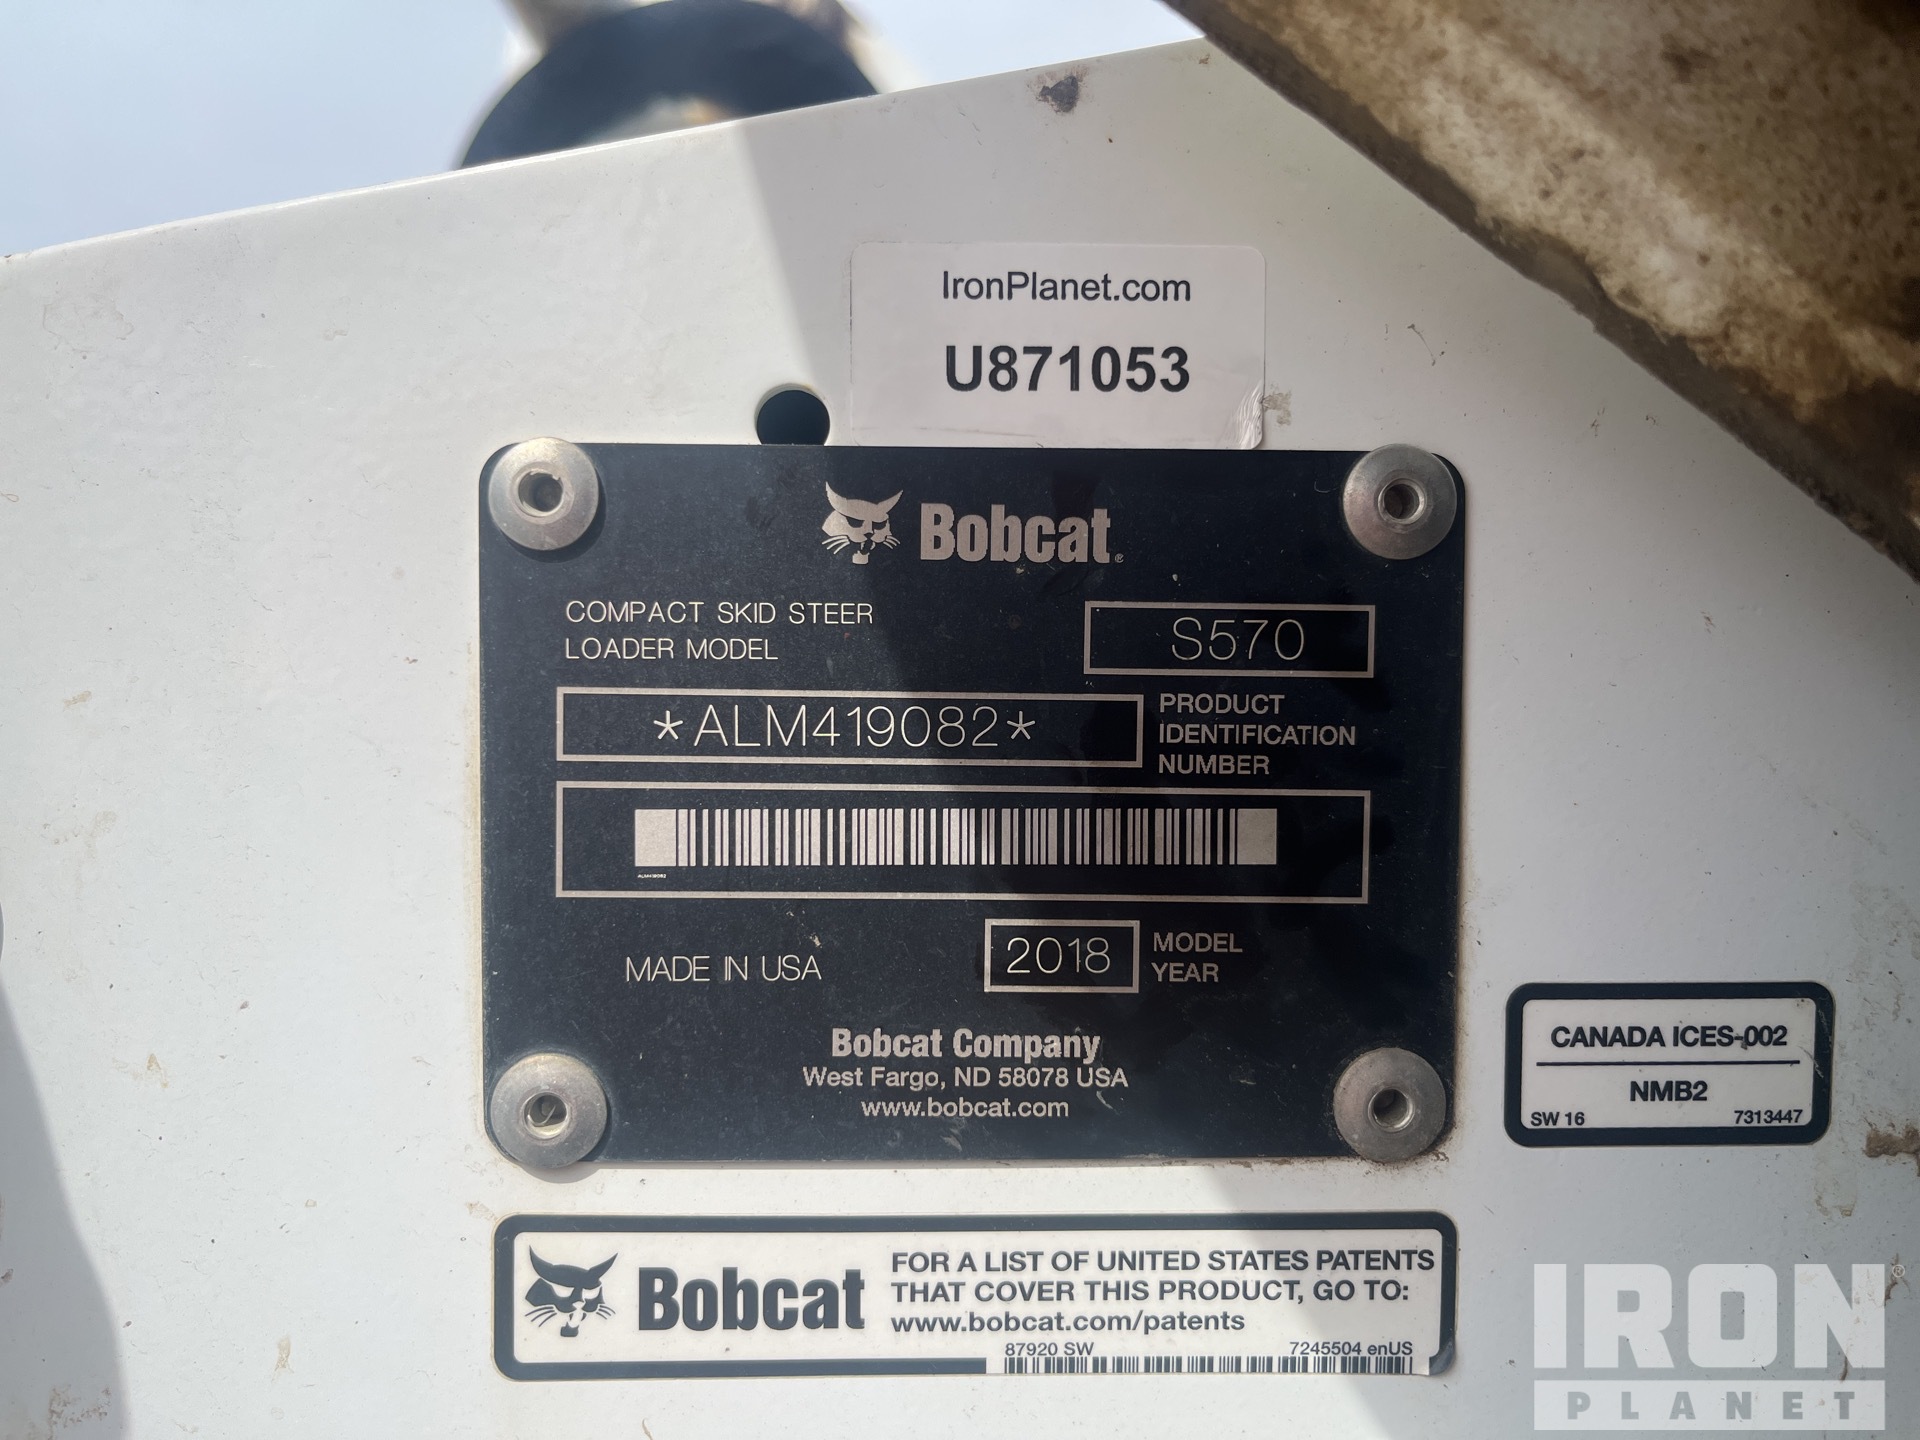 IronPlanet.com
U871053
Bobcat®
COMPACT SKID STEER
LOADER MODEL
S570
*ALM419082*
PRODUCT
IDENTIFICATION
NUMBER
ALM419082
MADE IN USA
2018
MODEL
YEAR
Bobcat Company
West Fargo, ND 58078 USA
www.bobcat.com
CANADA ICES-002
NMB2
SW 16 7313447
Bobcat
FOR A LIST OF UNITED STATES PATENTS
THAT COVER THIS PRODUCT, GO TO:
www.bobcat.com/patents
87920 SW 7245504 enUS
IRON®
PLANET